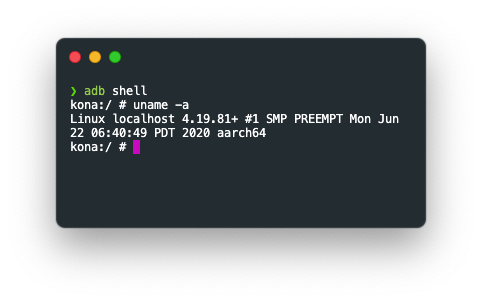 ❯ adb shell
kona:/ # uname -a
Linux localhost 4.19.81+ #1 SMP PREEMPT Mon Jun
22 06:40:49 PDT 2020 aarch64
kona:/ #